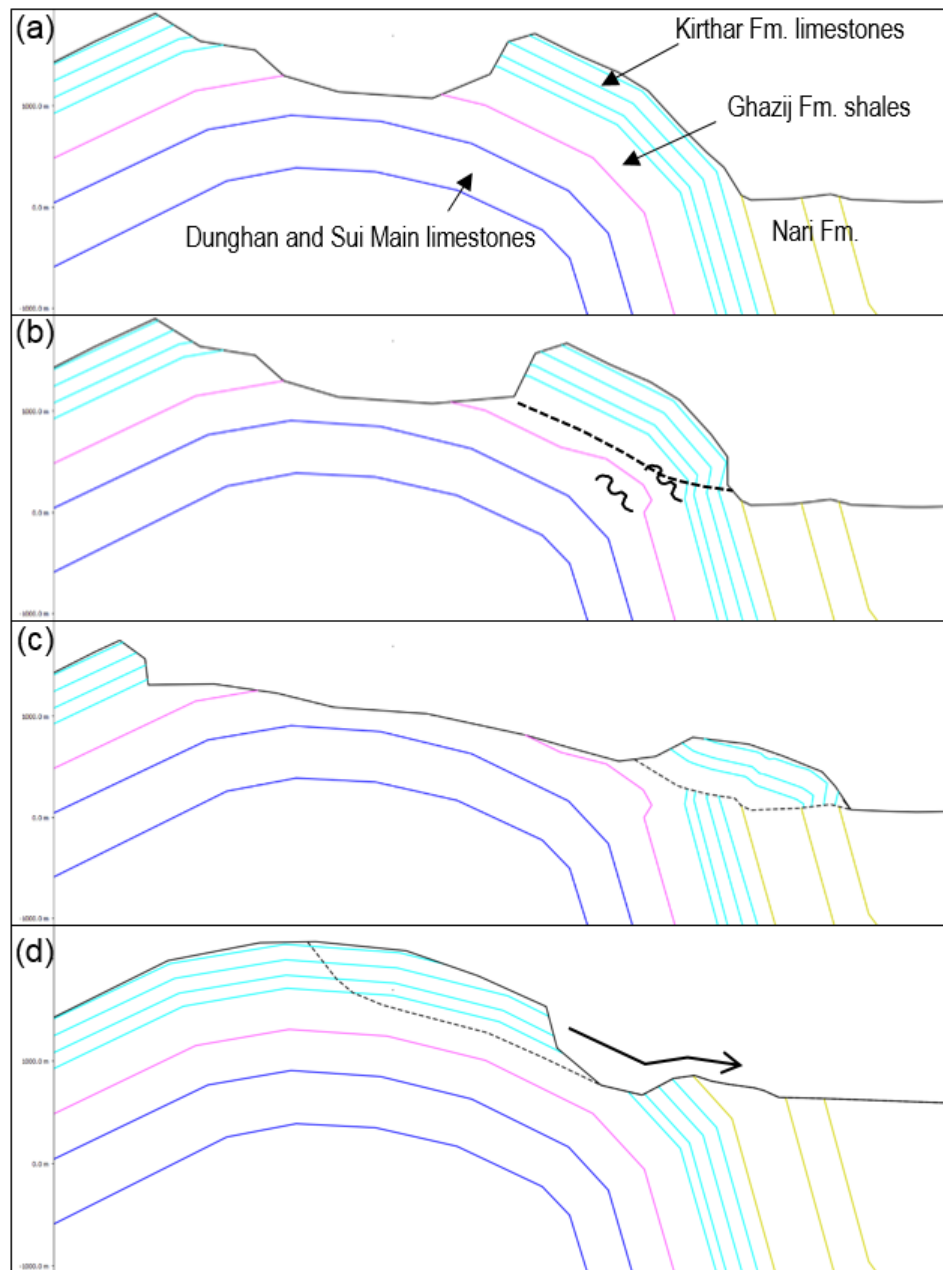 (a)
Kirthar Fm. limestones
1000.0 m
Ghazij Fm. shales
0.0 m
Nari Fm.
Dunghan and Sui Main limestones
-1000.0 m
(b)
1000.0 m
0.0 m
-1000.0 m
(c)
1000.0 m
0.0 m
-1000.0 m
(d)
1000.0 m
0.0 m
-1000.0 m